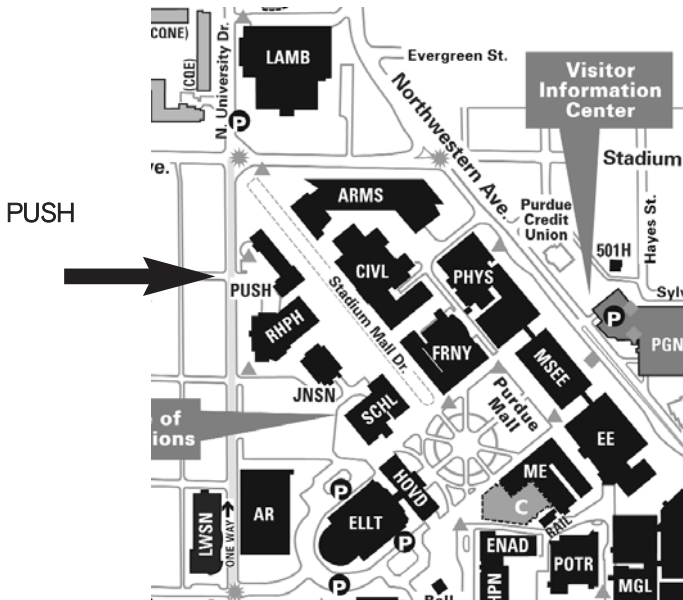 (CQNE)
(CQE)
N. University Dr.
LAMB
Evergreen St.
Northwestern Ave.
Visitor
Information
Center
P
ve.
Stadium
ARMS
Hayes St.
PUSH
Purdue
Credit
Union
501H
CIVL
PHYS
Stadium Mall Dr.
PUSH
Sylv
P
RHPH
FRNY
MSEE
PGN
JNSN
SCHL
Purdue
Mall
of
ions
EE
HOVD
ME
P
C
LWSN
ONE WAY
AR
ELLT
RAIL
P
ENAD
POTR
P
HPN
MGL